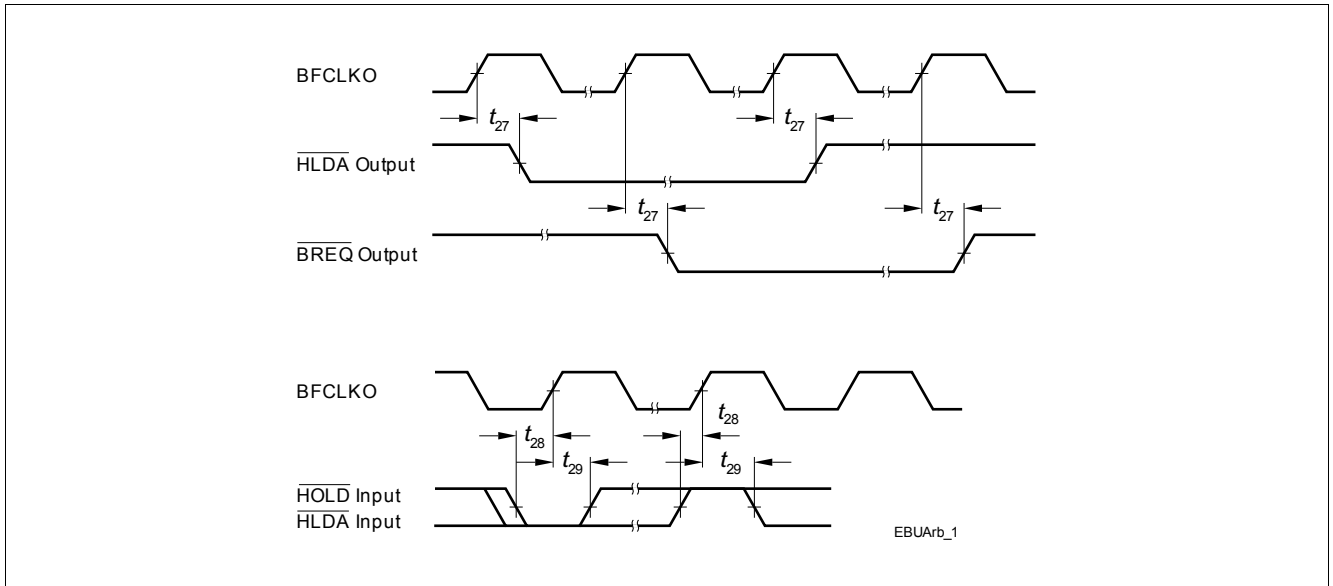 BFCLKO
t27
t27
HLDA Output
t27
t27
BREQ Output
BFCLKO
t28
t28
t29
t29
HOLD Input
HLDA Input
EBUArb_1